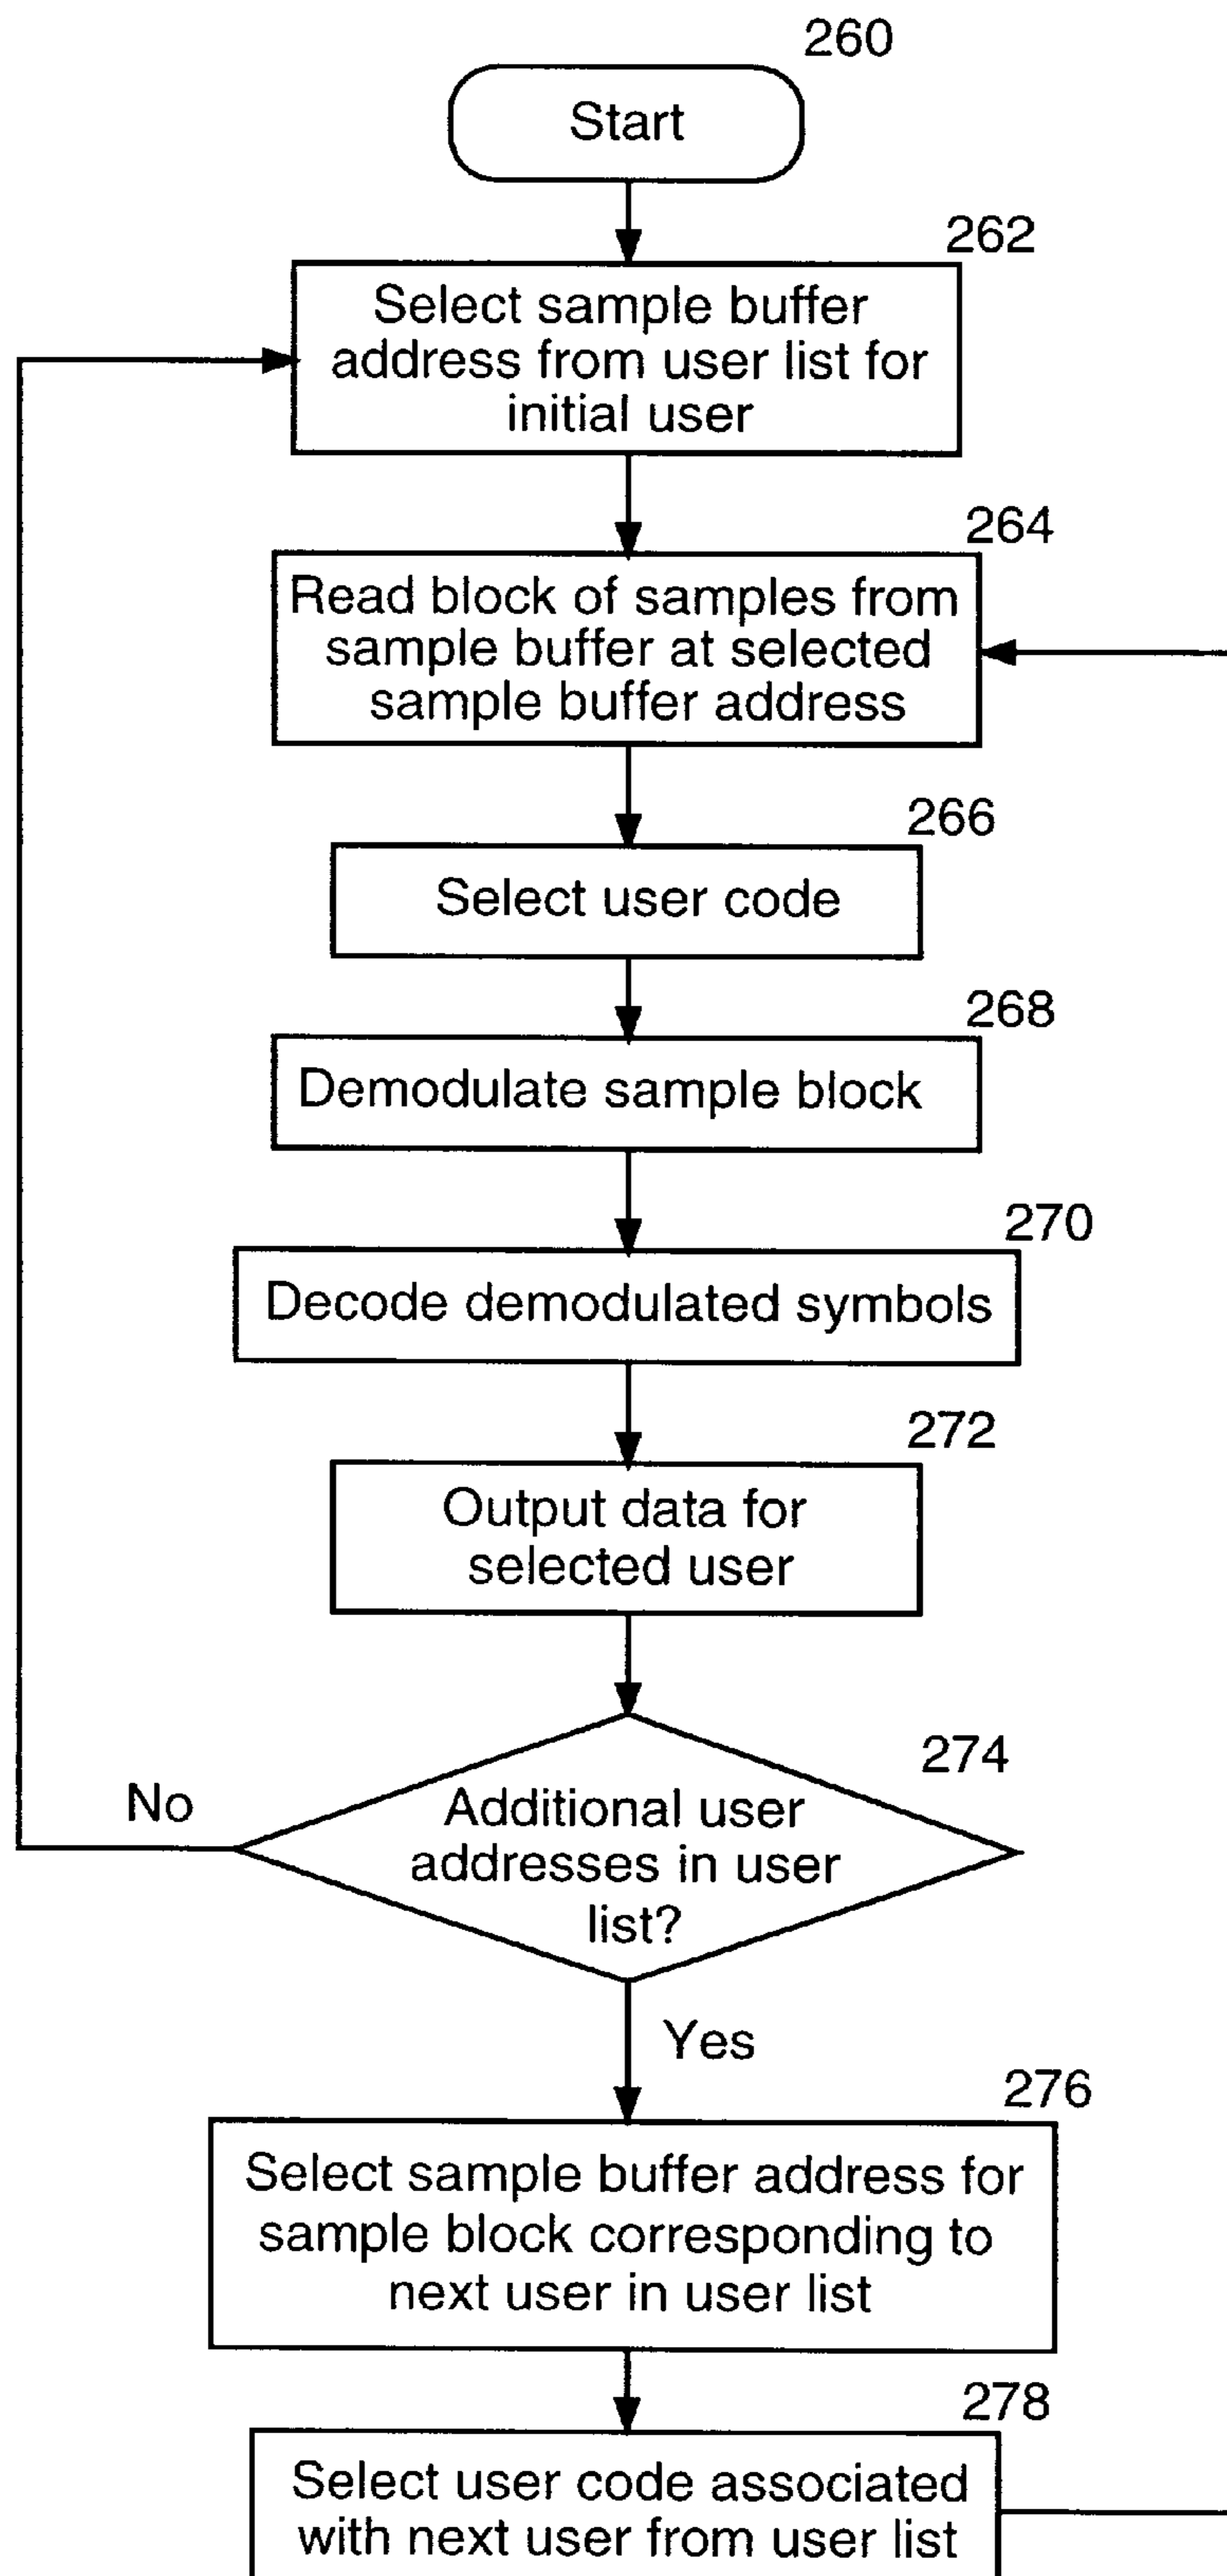 260
Start
262
Select sample buffer
address from user list for
initial user
264
Read block of samples from
sample buffer at selected
sample buffer address
266
Select user code
268
Demodulate sample block
270
Decode demodulated symbols
272
Output data for
selected user
274
No
Additional user
addresses in user
list?
Yes
276
Select sample buffer address for
sample block corresponding to
next user in user list
278
Select user code associated
with next user from user list